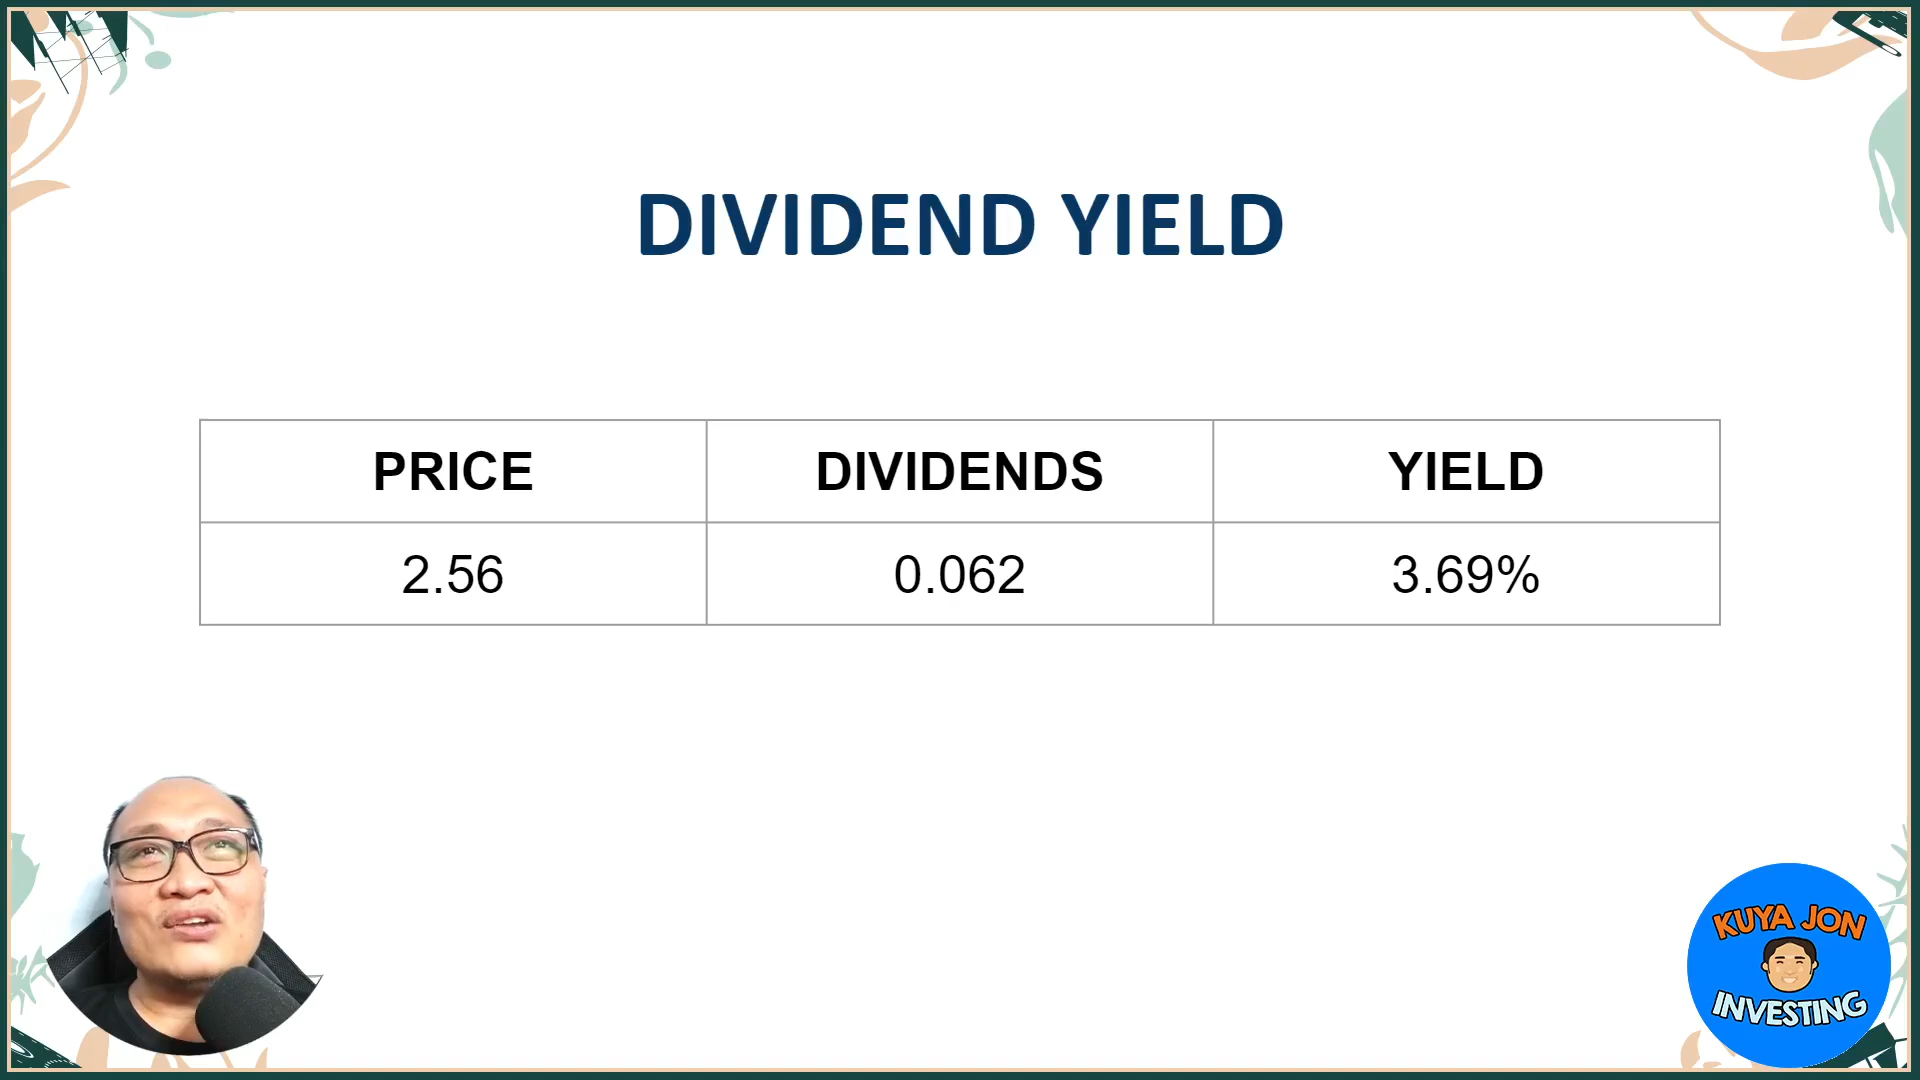 DIVIDEND YIELD
PRICE DIVIDENDS YIELD
2.56 0.062 3.69%
KUYA JON
INVESTING